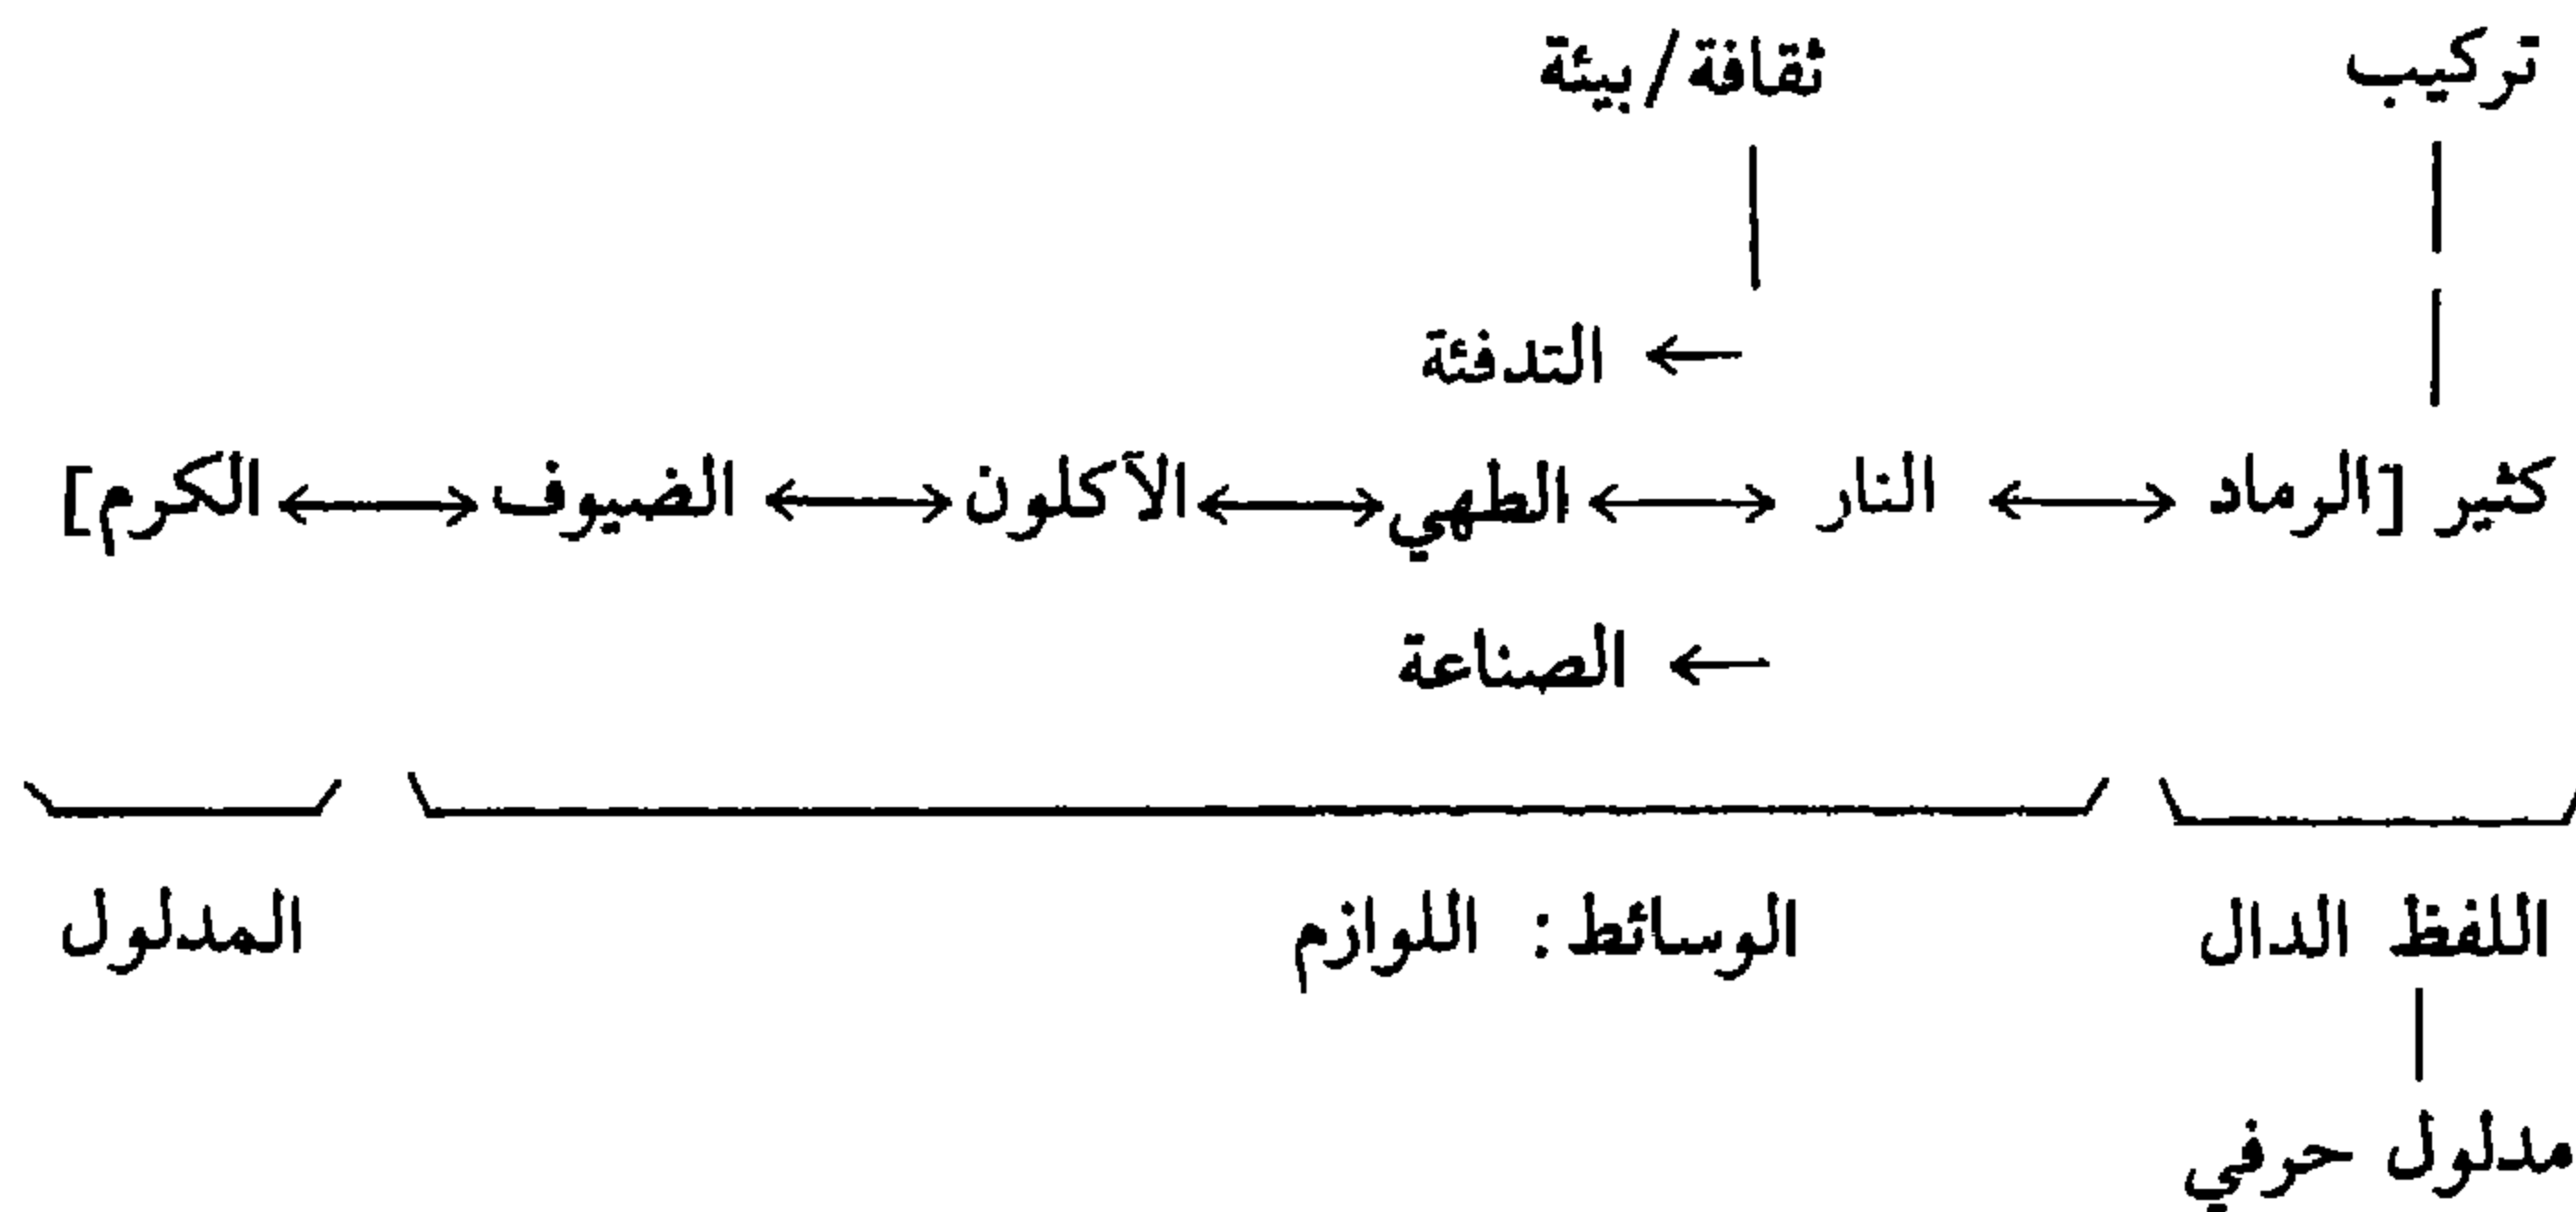 تركيب ثقافة/بيئة
← التدفئة
كثير [الرماد ↔ النار ↔ الطهي ↔ الآكلون ↔ الضيوف ↔ الكرم]
← الصناعة
اللفظ الدال الوسائط: اللوازم المدلول
مدلول حرفي